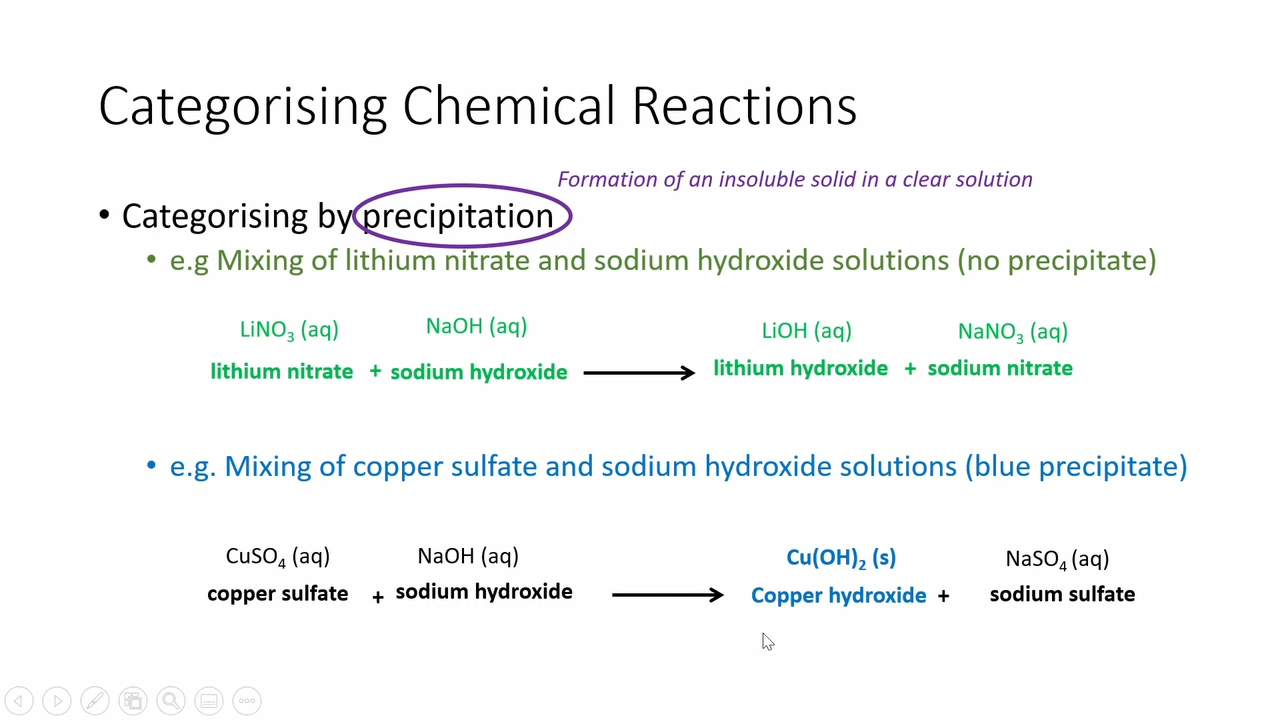 Categorising Chemical Reactions
Formation of an insoluble solid in a clear solution
• Categorising by precipitation
• e.g Mixing of lithium nitrate and sodium hydroxide solutions (no precipitate)
LiNO₃ (aq) NaOH (aq) LiOH (aq) NaNO₃ (aq)
lithium nitrate + sodium hydroxide ⟶ lithium hydroxide + sodium nitrate
• e.g. Mixing of copper sulfate and sodium hydroxide solutions (blue precipitate)
CuSO₄ (aq) NaOH (aq) Cu(OH)₂ (s) NaSO₄ (aq)
copper sulfate + sodium hydroxide ⟶ Copper hydroxide + sodium sulfate